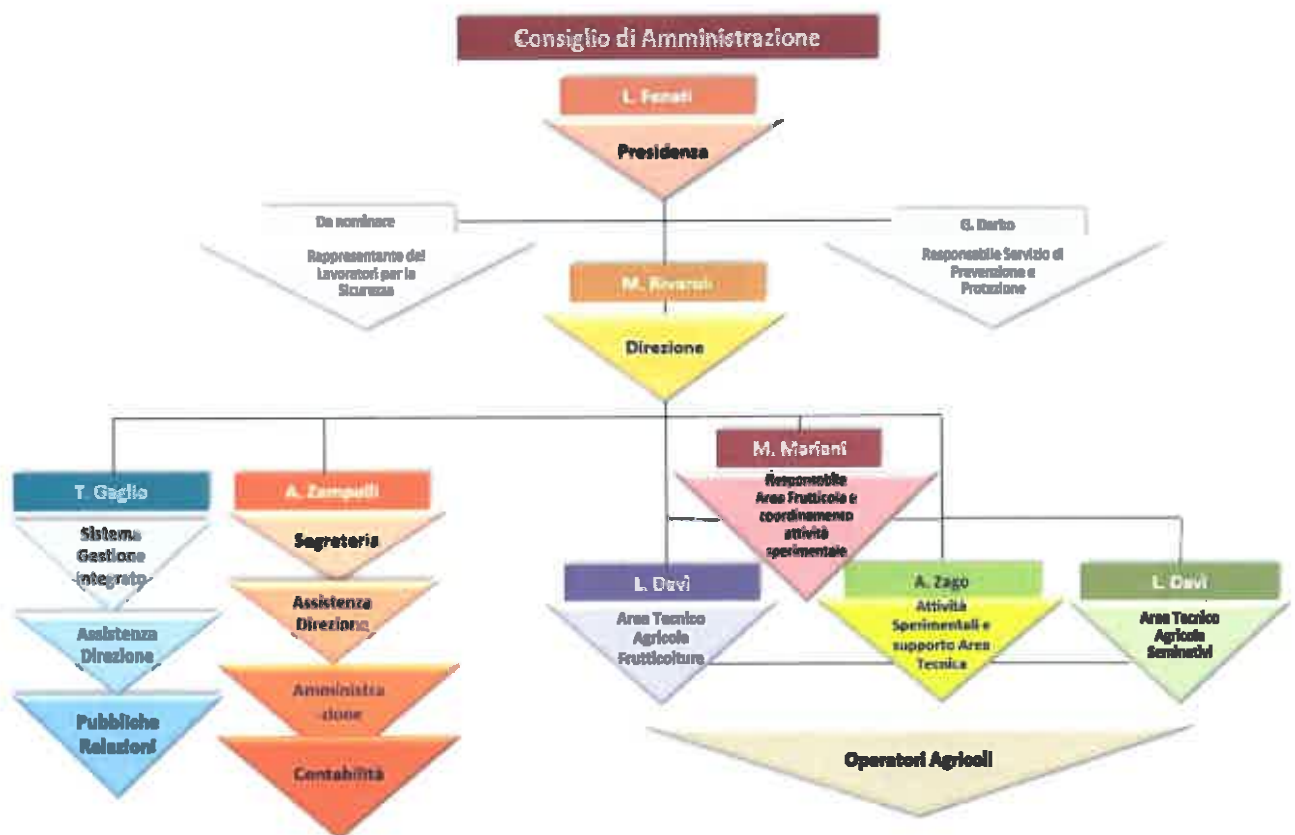 Consiglio di Amministrazione
L. Fenati
Presidenza
Da nominare
Rappresentante dei
Lavoratori per la
Sicurezza
G. Darbo
Responsabile Servizio di
Prevenzione e
Protezione
M. Rivaroli
Direzione
T. Gaglio
Sistema
Gestione
Integrato
Assistenza
Direzione
Pubbliche
Relazioni
A. Zampulli
Segreteria
Assistenza
Direzione
Amministra
-zione
Contabilità
M. Mariani
Responsabile
Area Frutticola e
coordinamento
attività
sperimentale
L. Davì
Area Tecnico
Agricola
Frutticolture
A. Zago
Attività
Sperimentali e
supporto Area
Tecnica
L. Davì
Area Tecnico
Agricola
Seminativi
Operatori Agricoli